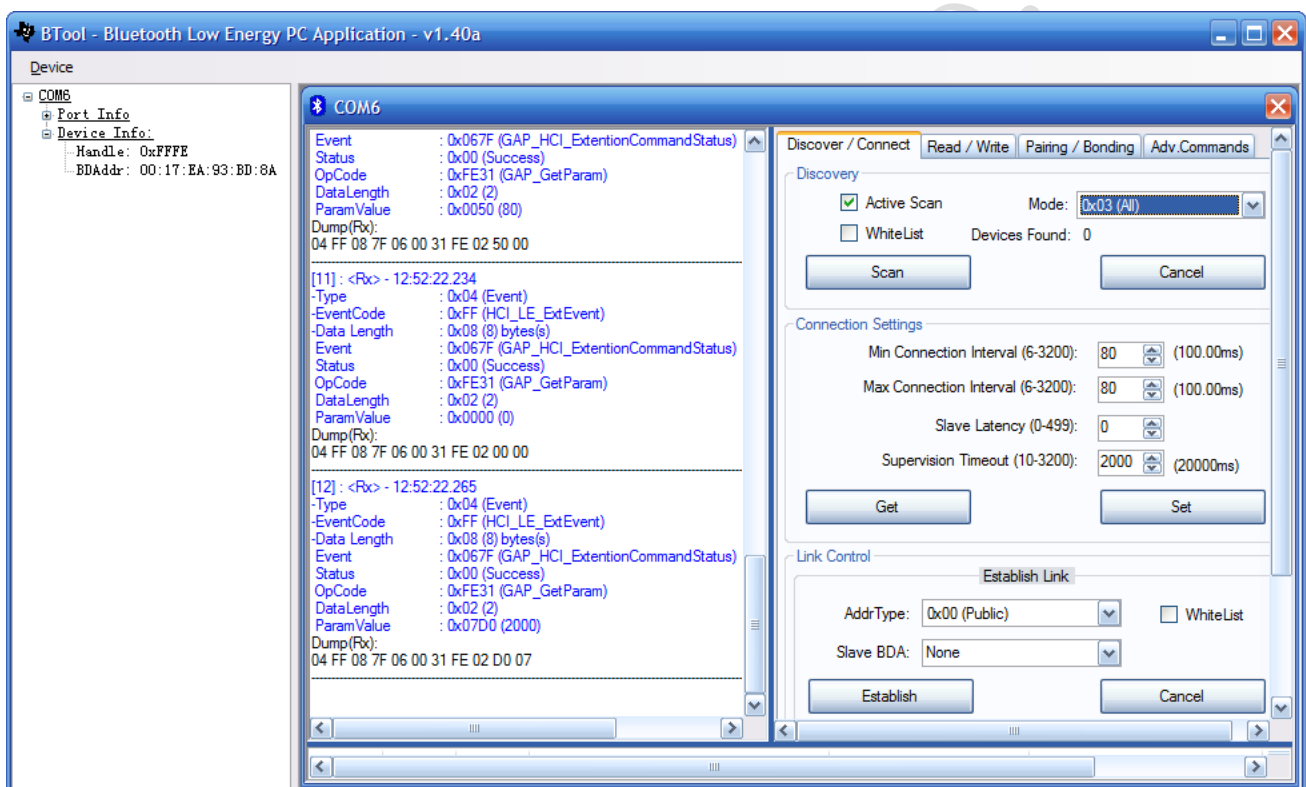 BTool - Bluetooth Low Energy PC Application - v1.40a
Device
COM6
Port Info
Device Info:
Handle: 0xFFFE
BDAddr: 00:17:EA:93:BD:8A
COM6
Event : 0x067F (GAP_HCI_ExtentionCommandStatus)
Status : 0x00 (Success)
OpCode : 0xFE31 (GAP_GetParam)
DataLength : 0x02 (2)
ParamValue : 0x0050 (80)
Dump(Rx):
04 FF 08 7F 06 00 31 FE 02 50 00
[11] : <Rx> - 12:52:22.234
-Type : 0x04 (Event)
-EventCode : 0xFF (HCI_LE_ExtEvent)
-Data Length : 0x08 (8) bytes(s)
Event : 0x067F (GAP_HCI_ExtentionCommandStatus)
Status : 0x00 (Success)
OpCode : 0xFE31 (GAP_GetParam)
DataLength : 0x02 (2)
ParamValue : 0x0000 (0)
Dump(Rx):
04 FF 08 7F 06 00 31 FE 02 00 00
[12] : <Rx> - 12:52:22.265
-Type : 0x04 (Event)
-EventCode : 0xFF (HCI_LE_ExtEvent)
-Data Length : 0x08 (8) bytes(s)
Event : 0x067F (GAP_HCI_ExtentionCommandStatus)
Status : 0x00 (Success)
OpCode : 0xFE31 (GAP_GetParam)
DataLength : 0x02 (2)
ParamValue : 0x07D0 (2000)
Dump(Rx):
04 FF 08 7F 06 00 31 FE 02 D0 07
Discover / Connect Read / Write Pairing / Bonding Adv.Commands
Discovery
Active Scan Mode: 0x03 (All)
WhiteList Devices Found: 0
Scan Cancel
Connection Settings
Min Connection Interval (6-3200): 80 (100.00ms)
Max Connection Interval (6-3200): 80 (100.00ms)
Slave Latency (0-499): 0
Supervision Timeout (10-3200): 2000 (20000ms)
Get Set
Link Control
Establish Link
AddrType: 0x00 (Public) WhiteList
Slave BDA: None
Establish Cancel